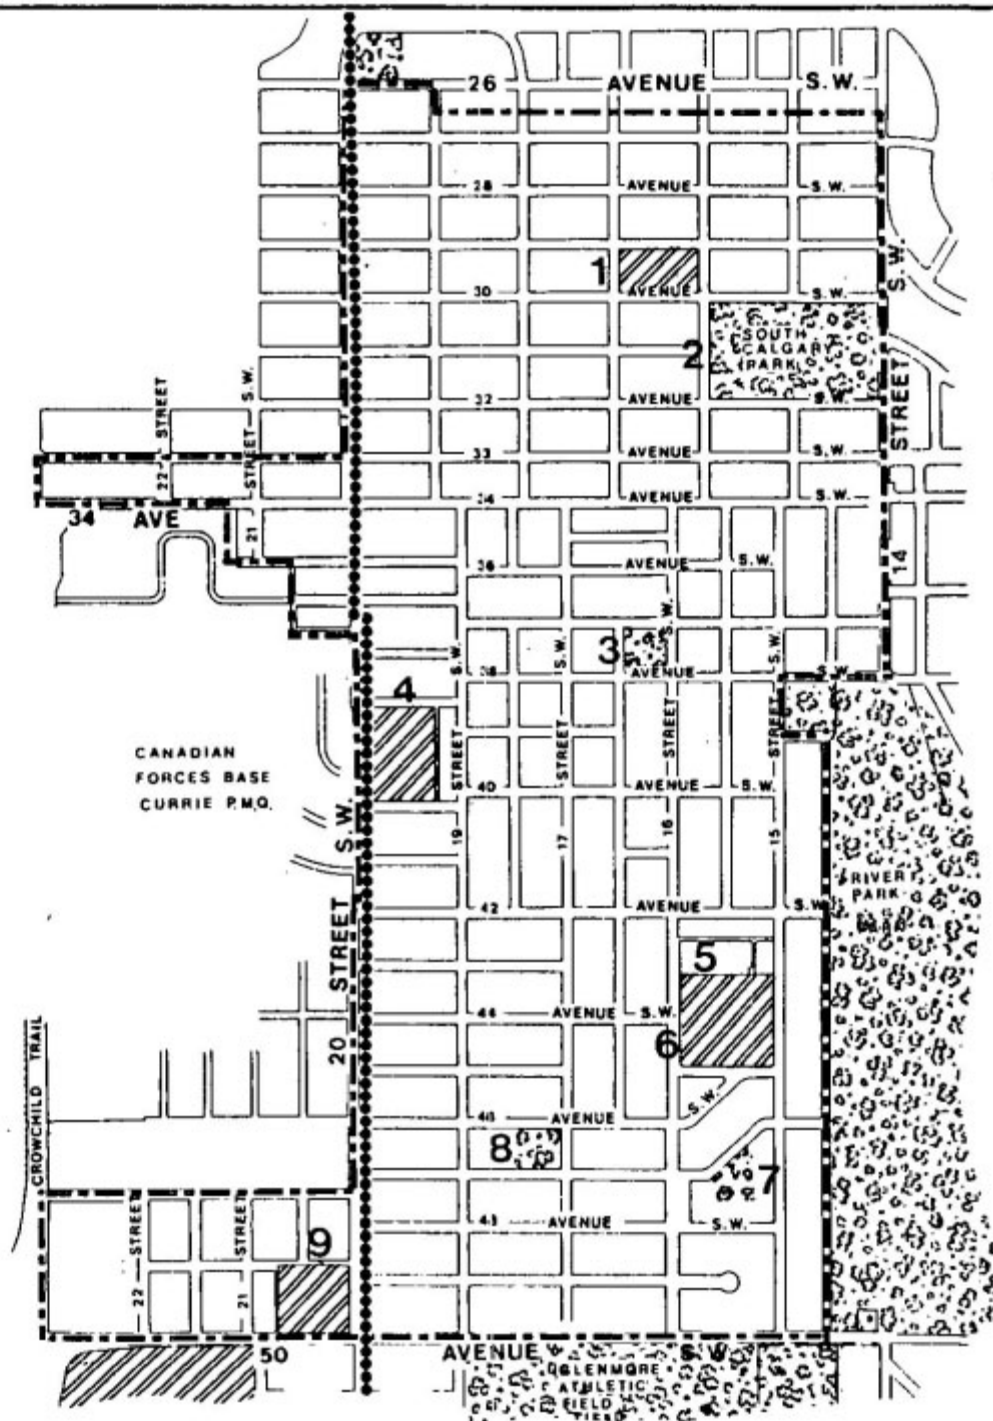 26 AVENUE S.W.
28 AVENUE S.W.
S.W.
1
30 AVENUE S.W.
SOUTH
CALGARY
PARK
2
STREET
S.W.
STREET
32 AVENUE S.W.
STREET
33 AVENUE S.W.
22
34 AVENUE S.W.
34 AVE
21
36 AVENUE S.W.
14
S.W.
3
S.W.
S.W.
S.W.
38 AVENUE S.W.
4
STREET
STREET
STREET
STREET
CANADIAN
FORCES BASE
CURRIE P.M.Q.
40 AVENUE S.W.
S.W.
19
17
16
15
RIVER
PARK
42 AVENUE S.W.
STREET
5
44 AVENUE S.W.
20
6
CROWCHILD TRAIL
S.W.
46 AVENUE
8
7
STREET
STREET
AVENUE S.W.
9
22
21
50 AVENUE S.W.
GLENMORE
ATHLETIC
FIELD